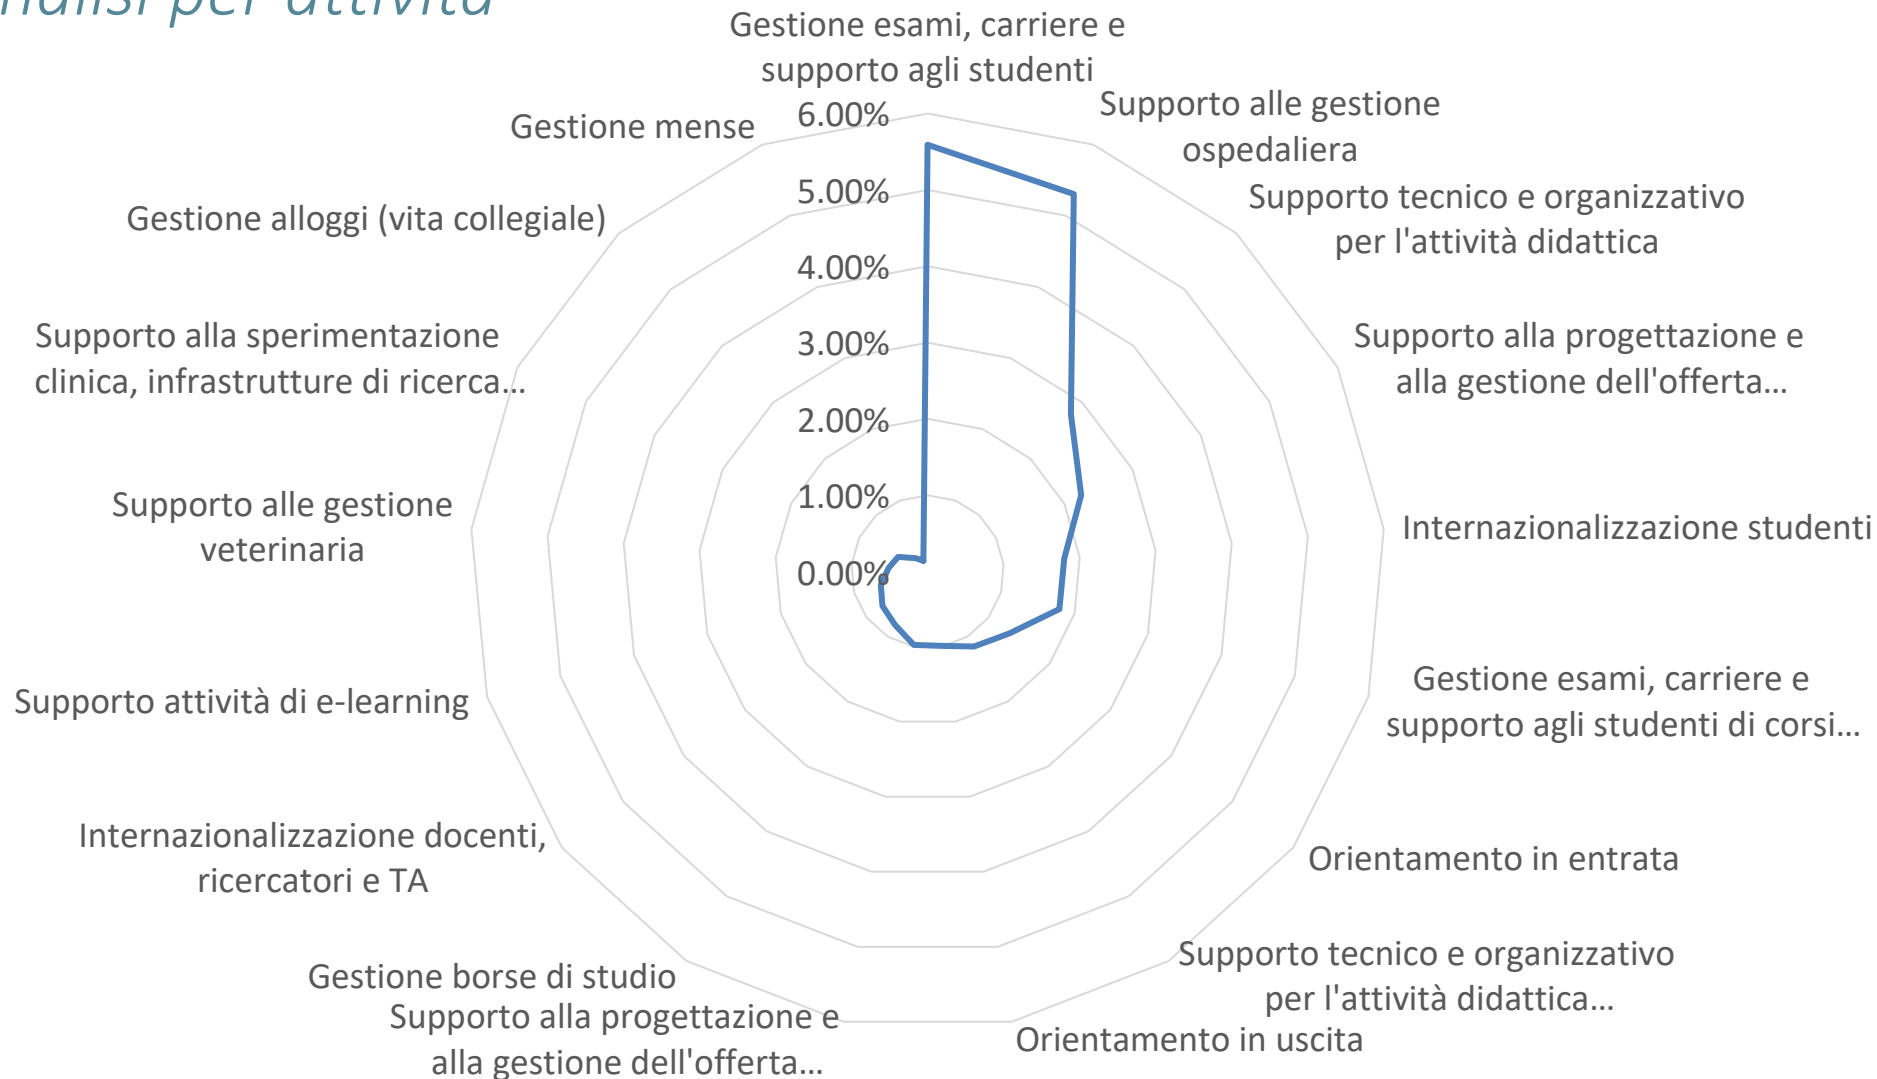 nalisi per attività
Gestione esami, carriere e
supporto agli studenti
Supporto alle gestione
ospedaliera
Supporto tecnico e organizzativo
per l'attività didattica
Supporto alla progettazione e
alla gestione dell'offerta...
Internazionalizzazione studenti
Gestione esami, carriere e
supporto agli studenti di corsi...
Orientamento in entrata
Supporto tecnico e organizzativo
per l'attività didattica...
Orientamento in uscita
Supporto alla progettazione e
alla gestione dell'offerta...
Gestione borse di studio
Internazionalizzazione docenti,
ricercatori e TA
Supporto attività di e-learning
Supporto alle gestione
veterinaria
Supporto alla sperimentazione
clinica, infrastrutture di ricerca...
Gestione alloggi (vita collegiale)
Gestione mense
6.00%
5.00%
4.00%
3.00%
2.00%
1.00%
0.00%